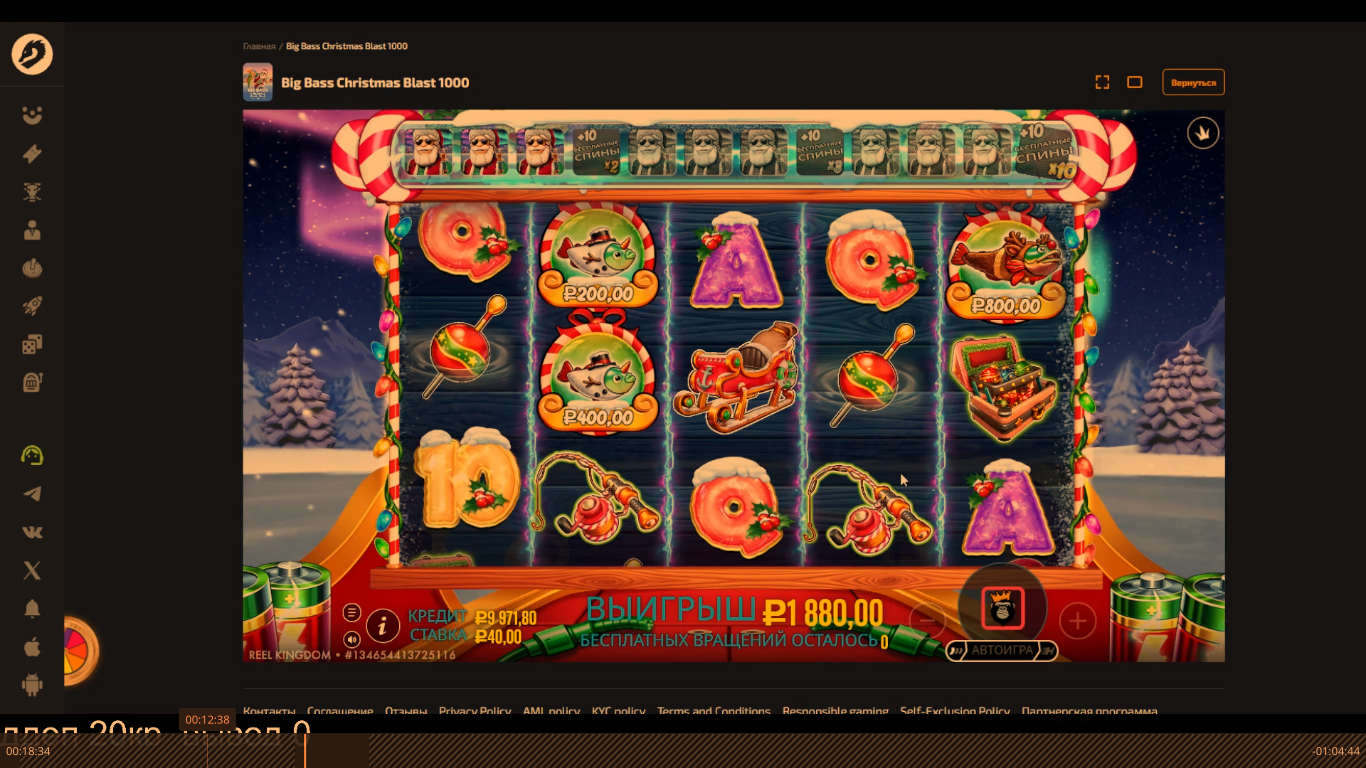 Главная / Big Bass Christmas Blast 1000
Big Bass Christmas Blast 1000
Вернуться
+10 БЕСПЛАТНЫЕ СПИНЫ x2
+10 БЕСПЛАТНЫЕ СПИНЫ
+10 БЕСПЛАТНЫЕ СПИНЫ x10
₽200,00
₽800,00
₽400,00
10
КРЕДИТ ₽9 971,80
СТАВКА ₽40,00
ВЫИГРЫШ ₽1 880,00
БЕСПЛАТНЫХ ВРАЩЕНИЙ ОСТАЛОСЬ 0
АВТОИГРА
REEL KINGDOM • #134654413725116
Контакты Соглашение Отзывы Privacy Policy AML policy KYC policy Terms and Conditions Responsible gaming Self-Exclusion Policy Партнерская программа
00:12:38
00:18:34
-01:04:44